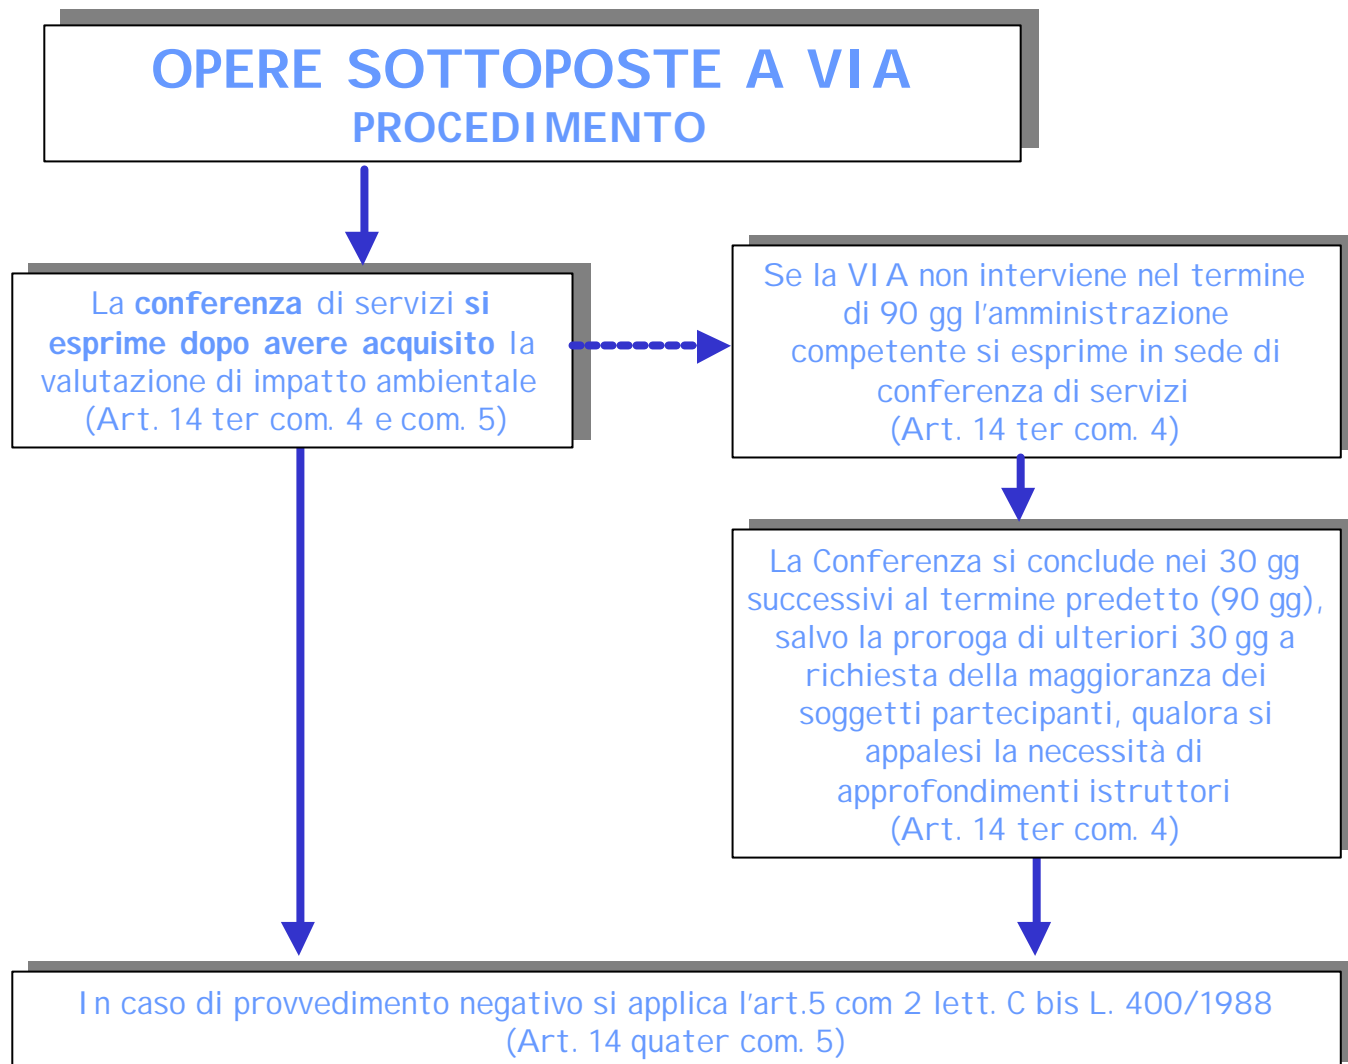 OPERE SOTTOPOSTE A VIA
PROCEDIMENTO
La conferenza di servizi si
esprime dopo avere acquisito la
valutazione di impatto ambientale
(Art. 14 ter com. 4 e com. 5)
Se la VIA non interviene nel termine
di 90 gg l'amministrazione
competente si esprime in sede di
conferenza di servizi
(Art. 14 ter com. 4)
La Conferenza si conclude nei 30 gg
successivi al termine predetto (90 gg),
salvo la proroga di ulteriori 30 gg a
richiesta della maggioranza dei
soggetti partecipanti, qualora si
appalesi la necessità di
approfondimenti istruttori
(Art. 14 ter com. 4)
In caso di provvedimento negativo si applica l'art.5 com 2 lett. C bis L. 400/1988
(Art. 14 quater com. 5)